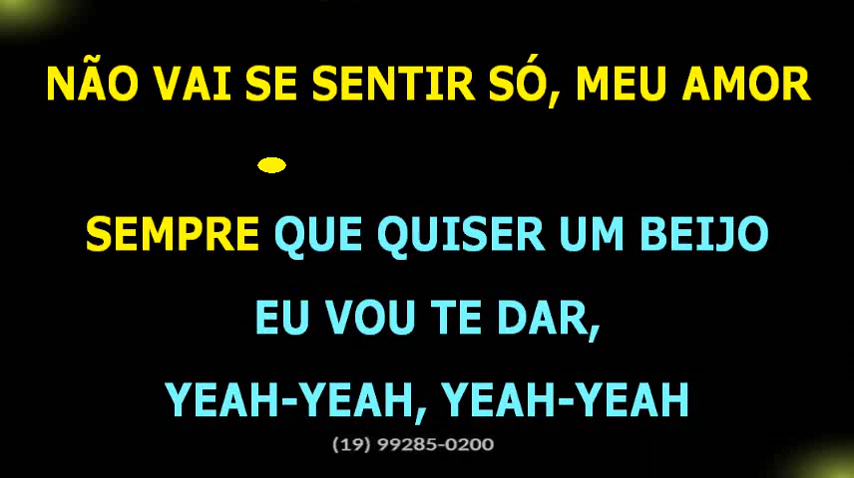 NÃO VAI SE SENTIR SÓ, MEU AMOR
SEMPRE QUE QUISER UM BEIJO
EU VOU TE DAR,
YEAH-YEAH, YEAH-YEAH
(19) 99285-0200